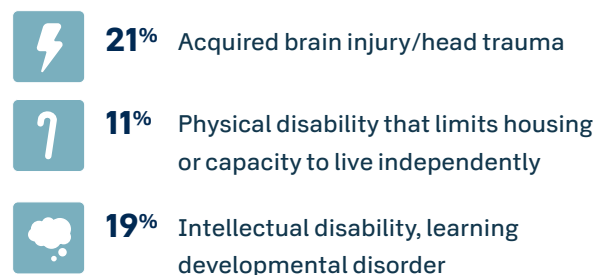 21% Acquired brain injury/head trauma
11% Physical disability that limits housing
or capacity to live independently
19% Intellectual disability, learning
developmental disorder